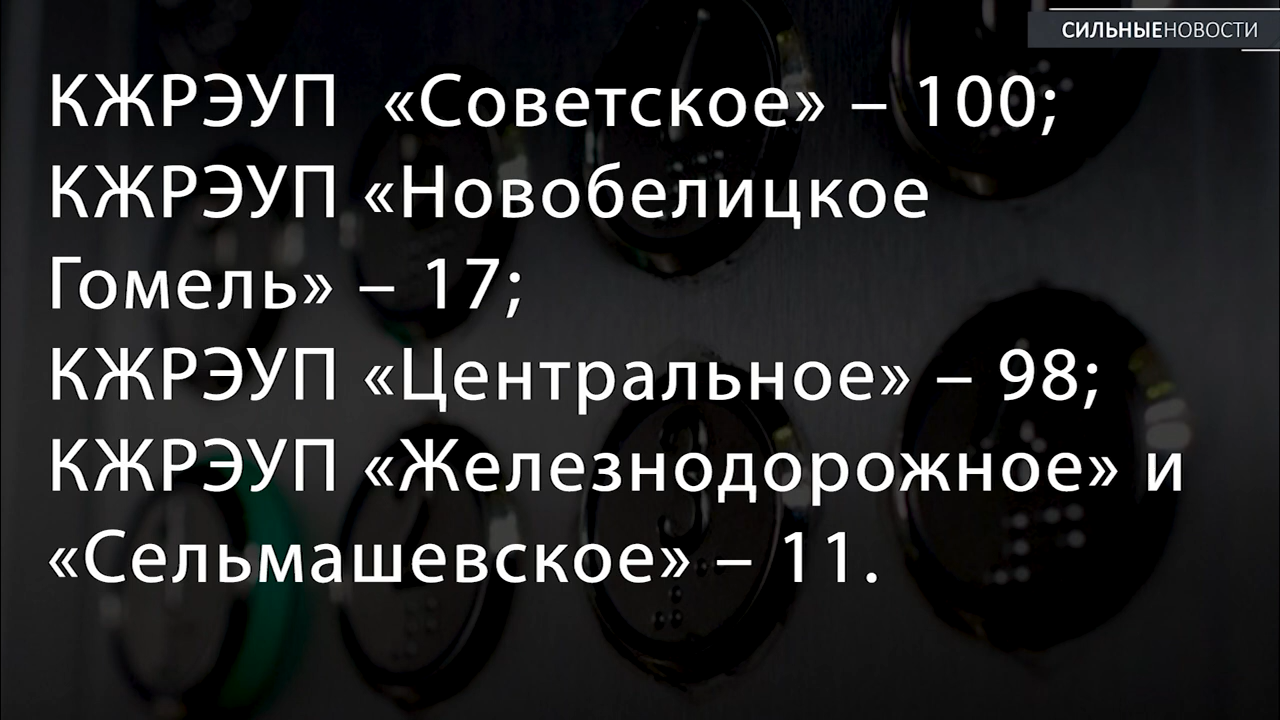 СИЛЬНЫЕНОВОСТИ
КЖРЭУП «Советское» – 100;
КЖРЭУП «Новобелицкое
Гомель» – 17;
КЖРЭУП «Центральное» – 98;
КЖРЭУП «Железнодорожное» и
«Сельмашевское» – 11.